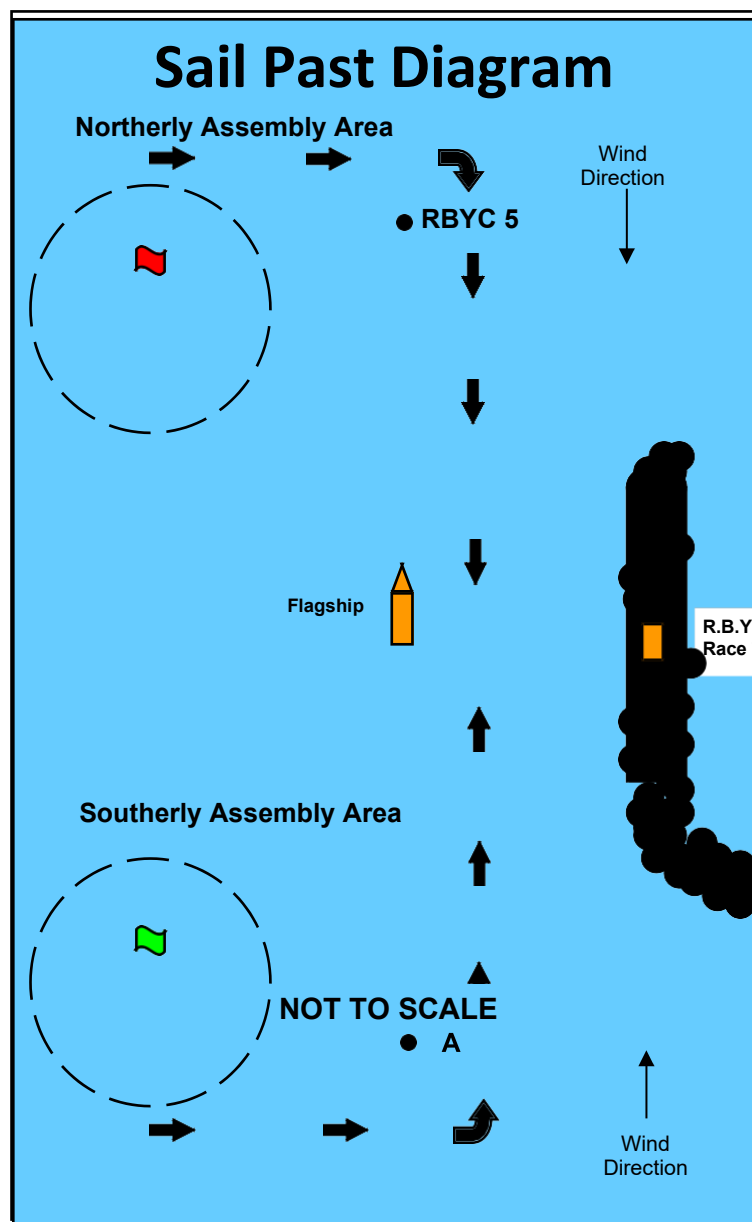 Sail Past Diagram
Northerly Assembly Area
Wind
Direction
RBYC 5
Flagship
R.B.Y
Race
Southerly Assembly Area
NOT TO SCALE
A
Wind
Direction